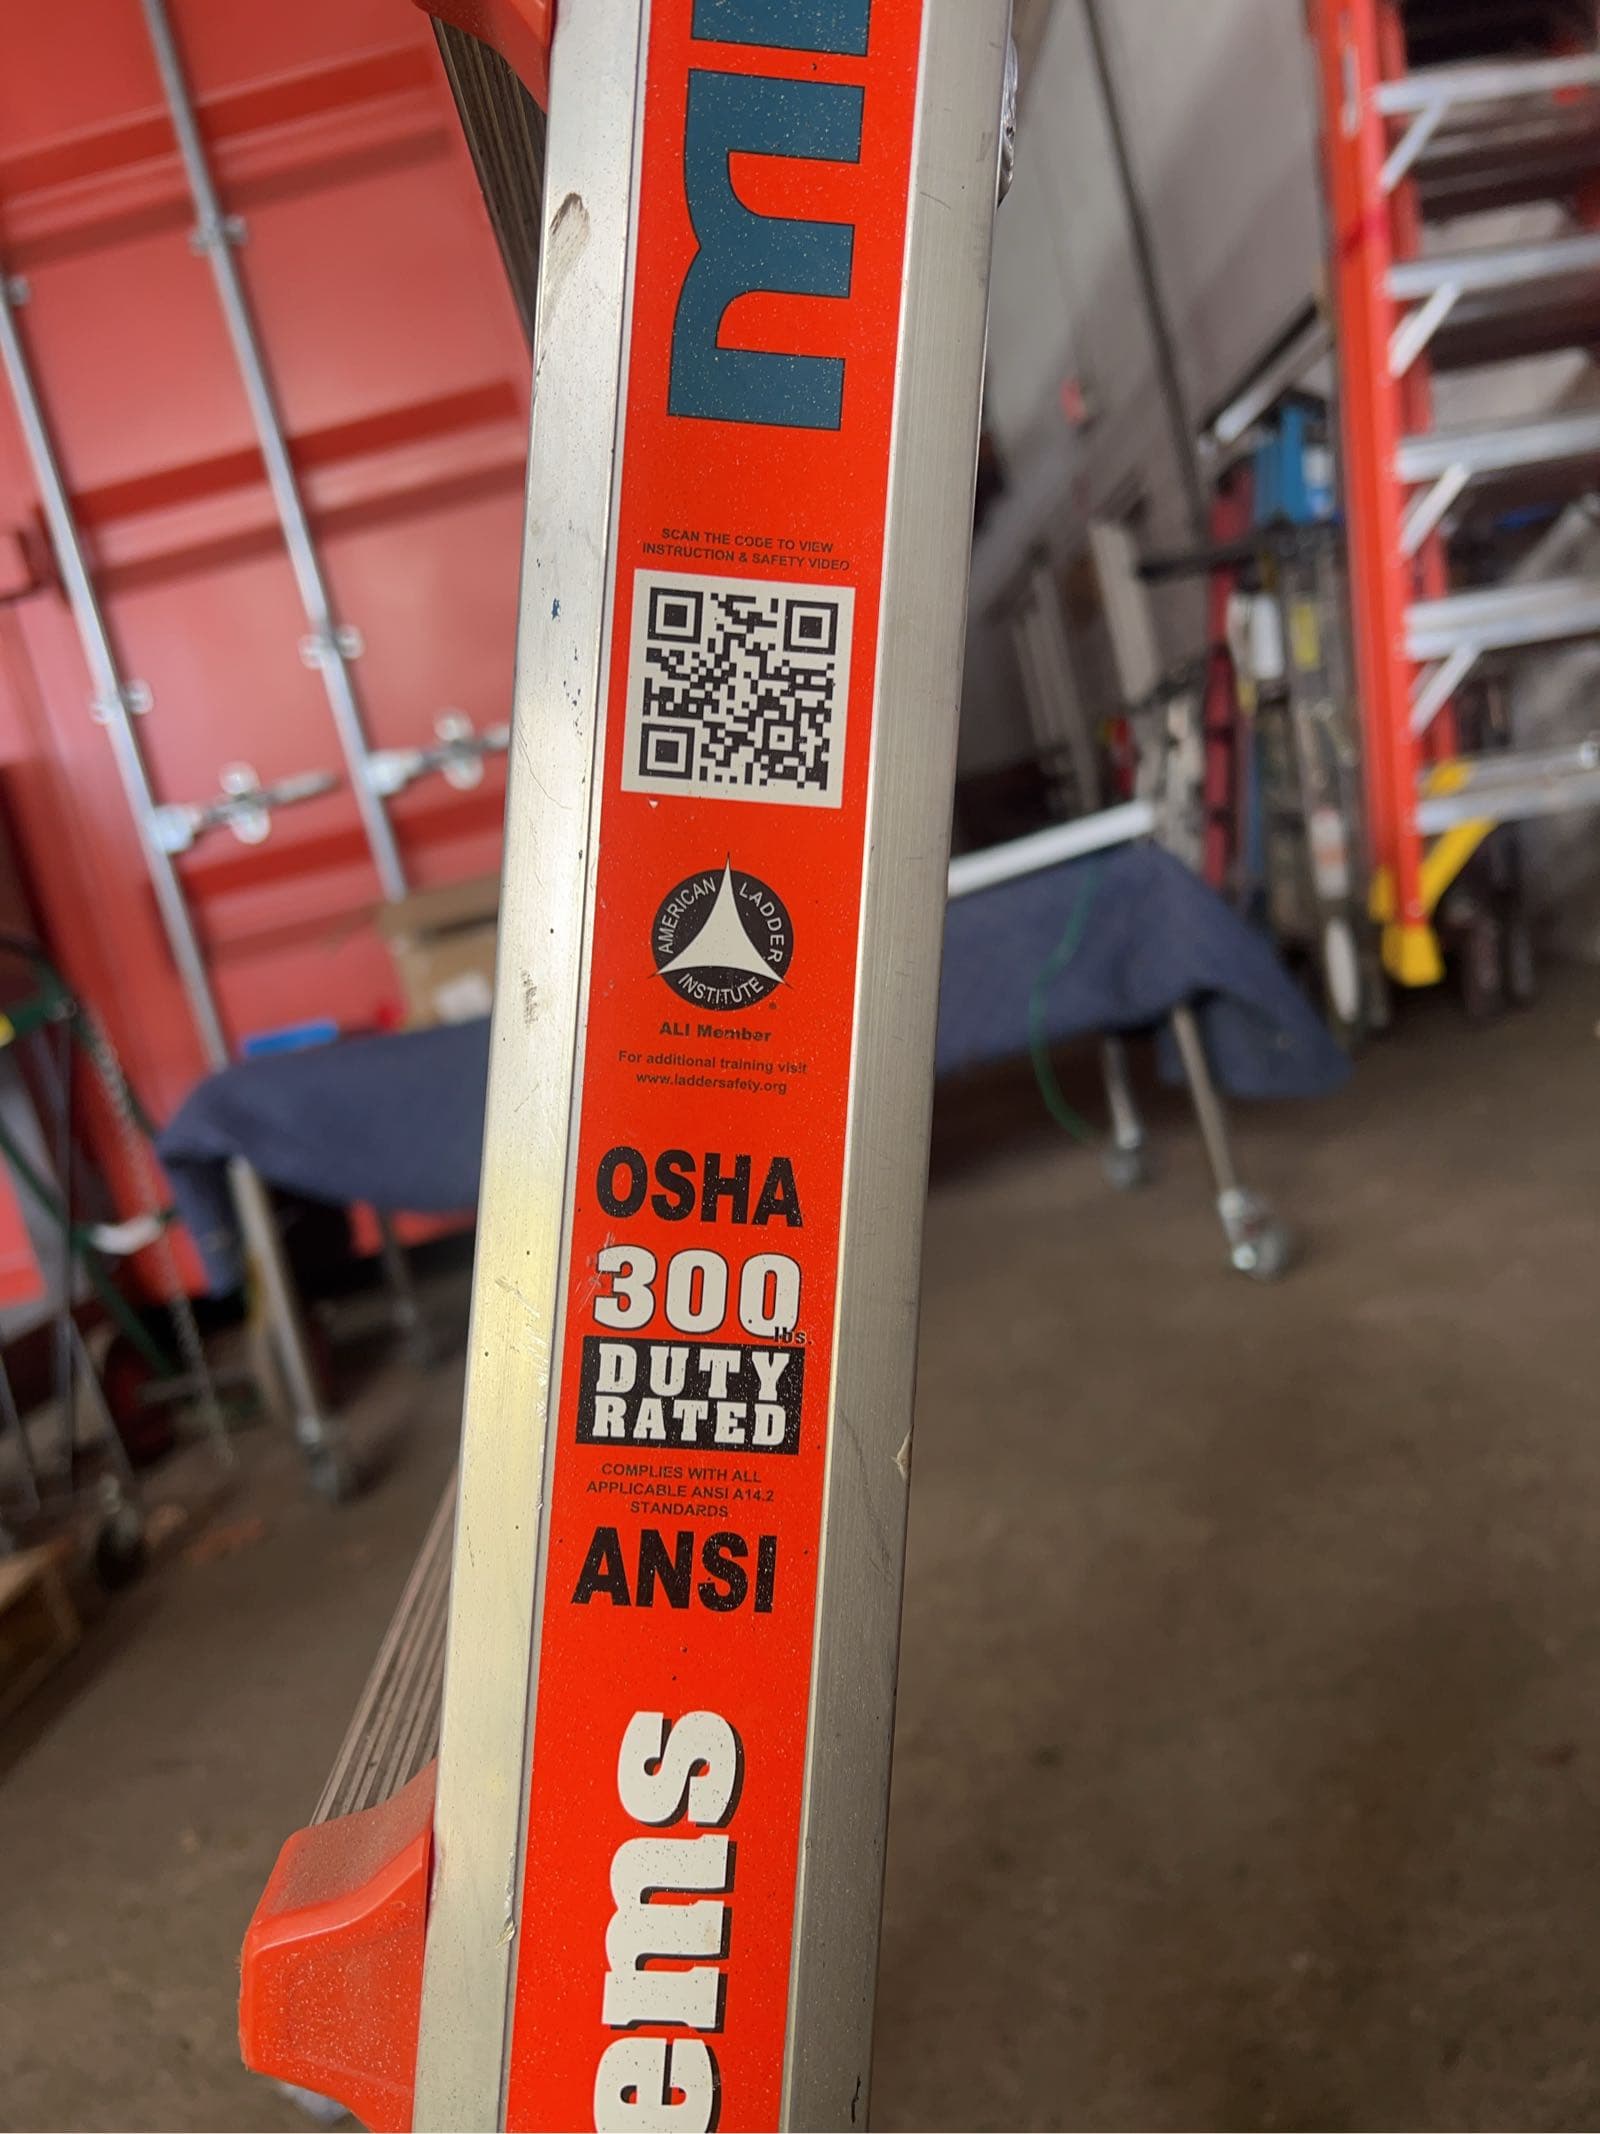 SCAN THE CODE TO VIEW
INSTRUCTION & SAFETY VIDEO
AMERICAN LADDER INSTITUTE
ALI Member
For additional training visit
www.laddersafety.org
OSHA
300
lbs.
DUTY
RATED
COMPLIES WITH ALL
APPLICABLE ANSI A14.2
STANDARDS
ANSI
ems